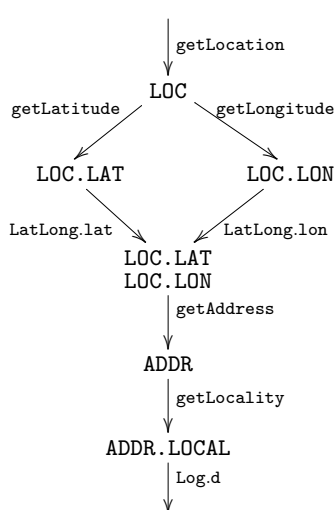 getLocation
LOC
getLatitude
getLongitude
LOC.LAT
LOC.LON
LatLong.lat
LatLong.lon
LOC.LAT
LOC.LON
getAddress
ADDR
getLocality
ADDR.LOCAL
Log.d